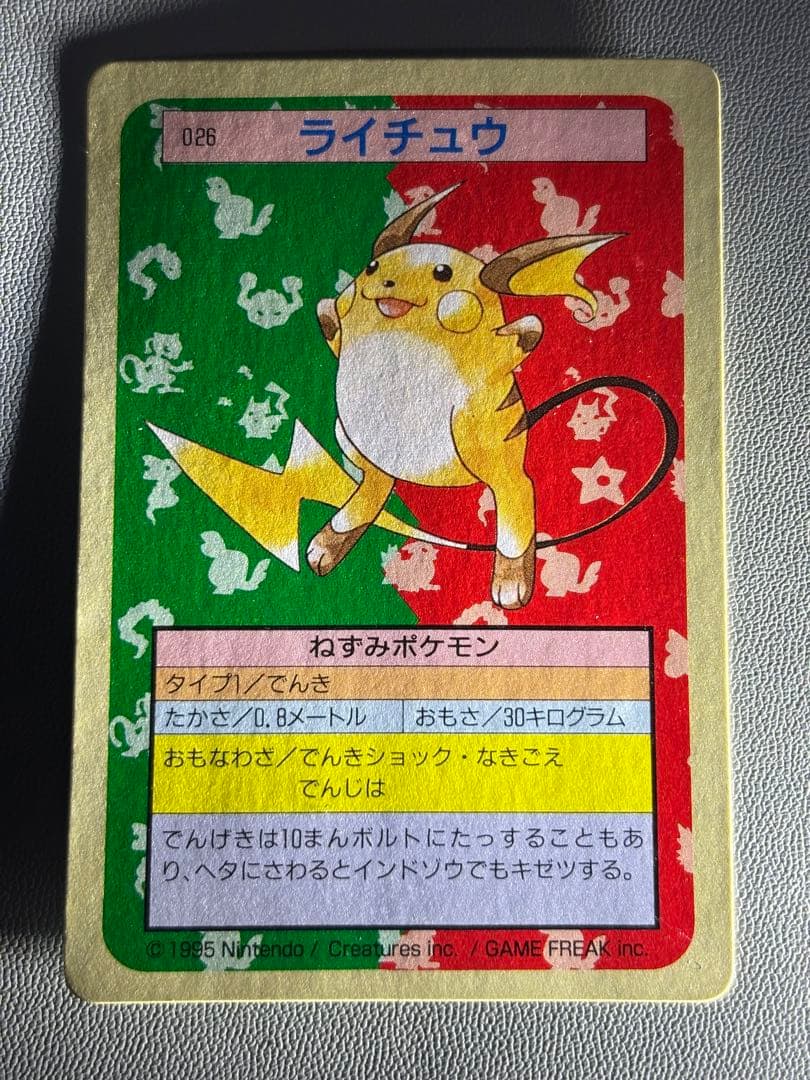 026 ライチュウ
ねずみポケモン
タイプ1/でんき
たかさ/0.8メートル おもさ/30キログラム
おもなわざ/でんきショック・なきごえ
でんじは
でんげきは10まんボルトにたっすることもあ
り、ヘタにさわるとインドゾウでもキゼツする。
© 1995 Nintendo / Creatures inc. / GAME FREAK inc.